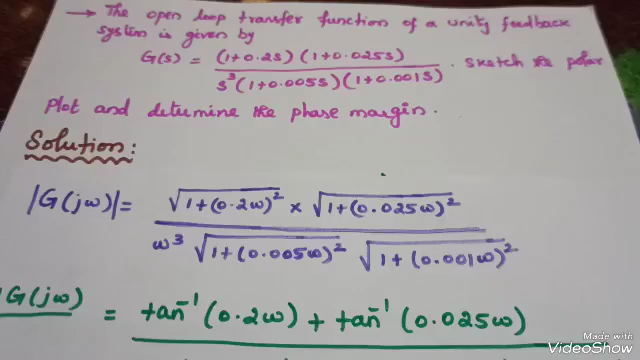 → The open loop transfer function of a unity feedback
system is given by
G(s) = (1+0.2s) (1+0.025s) / s³(1+0.005s)(1+0.001s) . sketch the polar
plot and determine the phase margin.
Solution:
|G(jω)| = √1+(0.2ω)² × √1+(0.025ω)² / ω³ √1+(0.005ω)² √1+(0.001ω)²
G(jω) = tan⁻¹(0.2ω) + tan⁻¹(0.025ω)
Made with
VideoShow